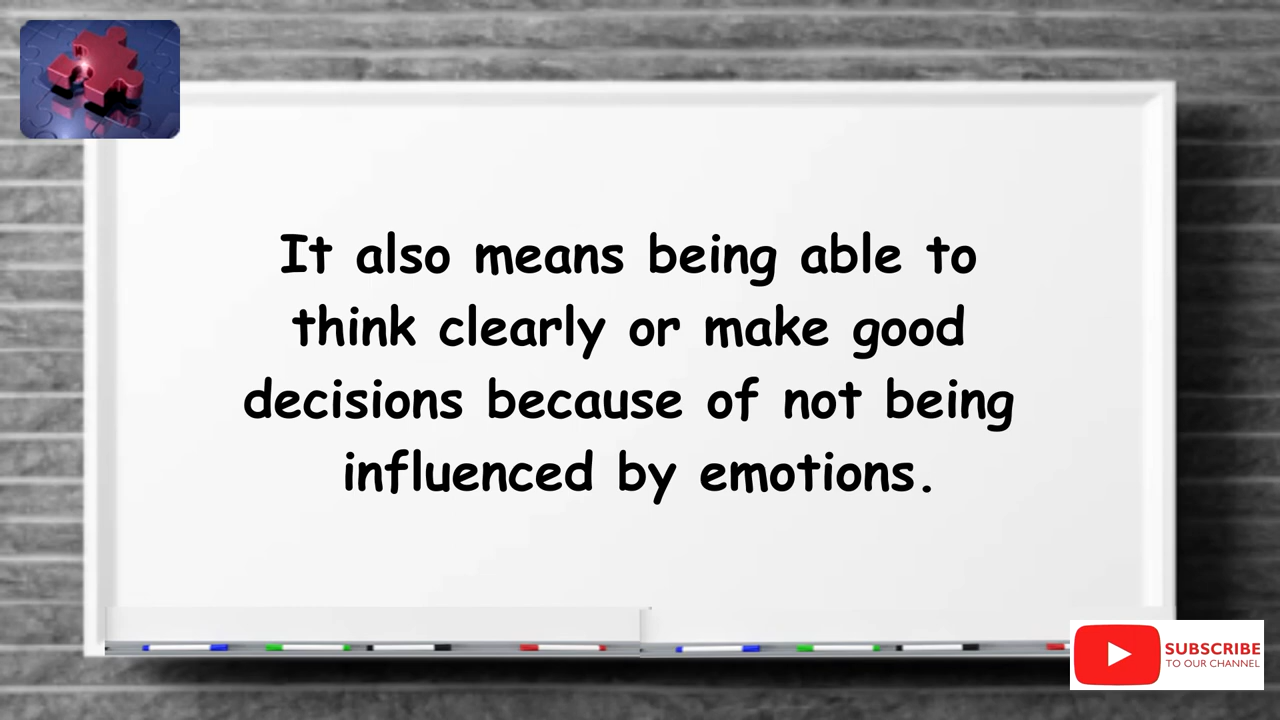 It also means being able to
think clearly or make good
decisions because of not being
influenced by emotions.
SUBSCRIBE
TO OUR CHANNEL